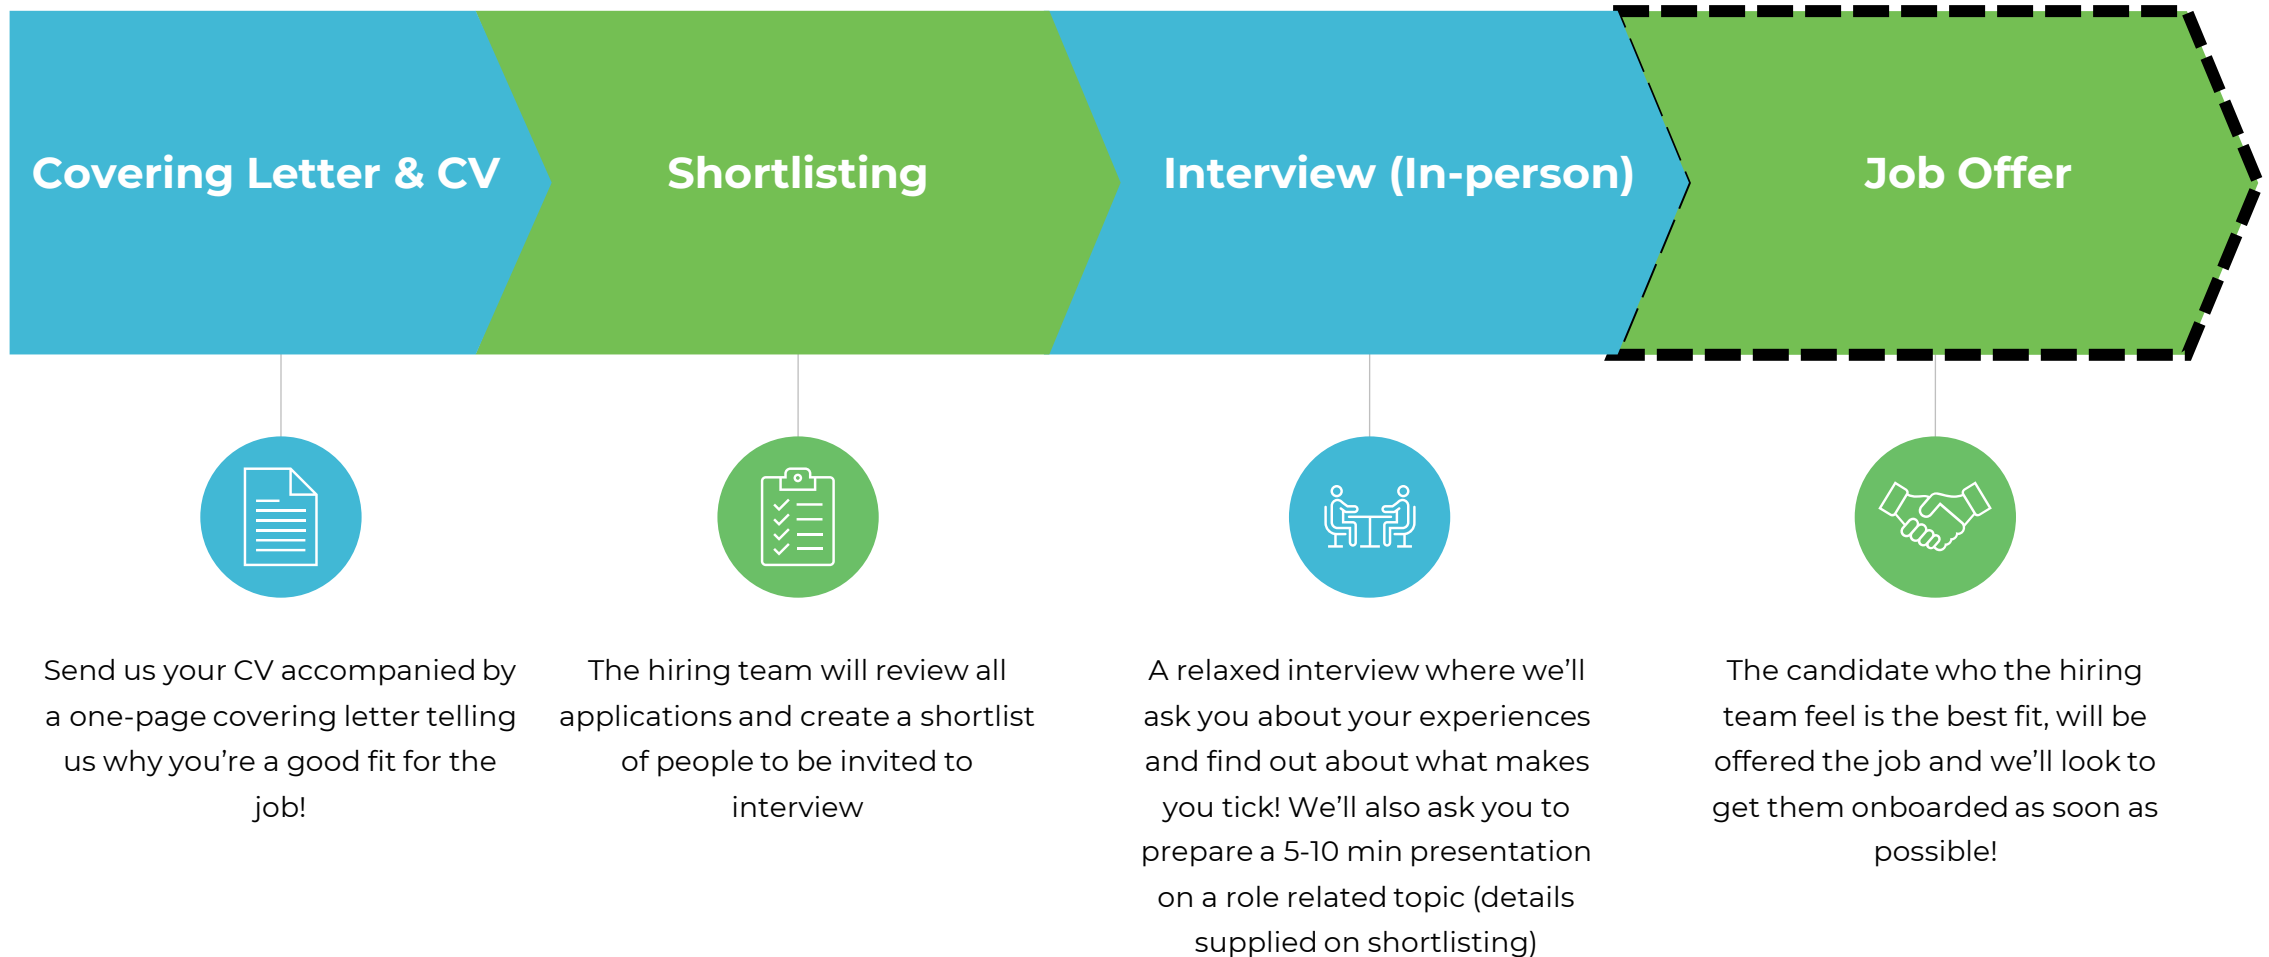 Covering Letter & CV
Shortlisting
Interview (In-person)
Job Offer
Send us your CV accompanied by
a one-page covering letter telling
us why you’re a good fit for the
job!
The hiring team will review all
applications and create a shortlist
of people to be invited to
interview
A relaxed interview where we’ll
ask you about your experiences
and find out about what makes
you tick! We’ll also ask you to
prepare a 5-10 min presentation
on a role related topic (details
supplied on shortlisting)
The candidate who the hiring
team feel is the best fit, will be
offered the job and we’ll look to
get them onboarded as soon as
possible!